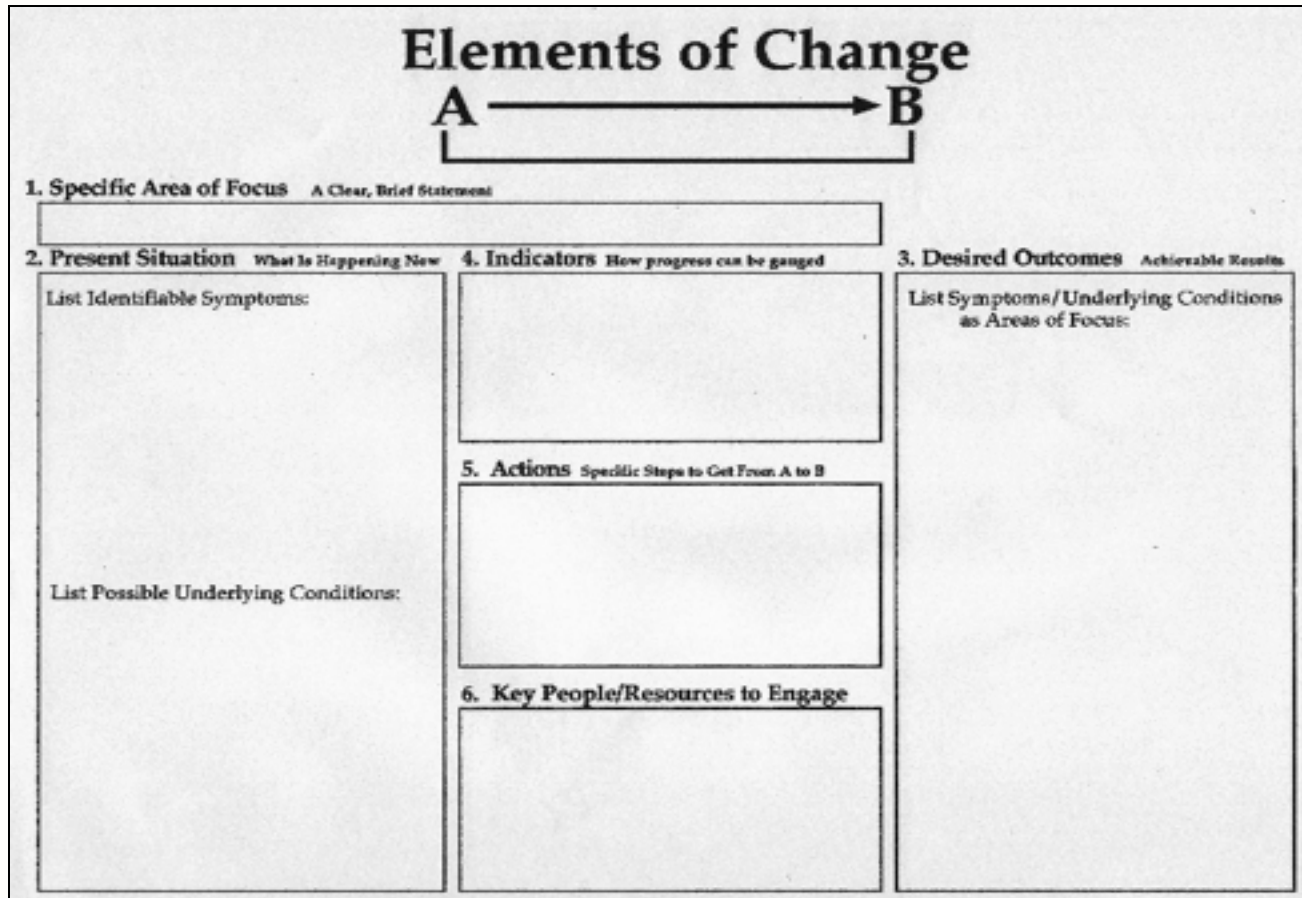 Elements of Change
A B
1. Specific Area of Focus A Clear, Brief Statement
2. Present Situation What Is Happening Now
List Identifiable Symptoms:
List Possible Underlying Conditions:
4. Indicators How progress can be gauged
5. Actions Specific Steps to Get From A to B
6. Key People/Resources to Engage
3. Desired Outcomes Achievable Results
List Symptoms/Underlying Conditions
as Areas of Focus: